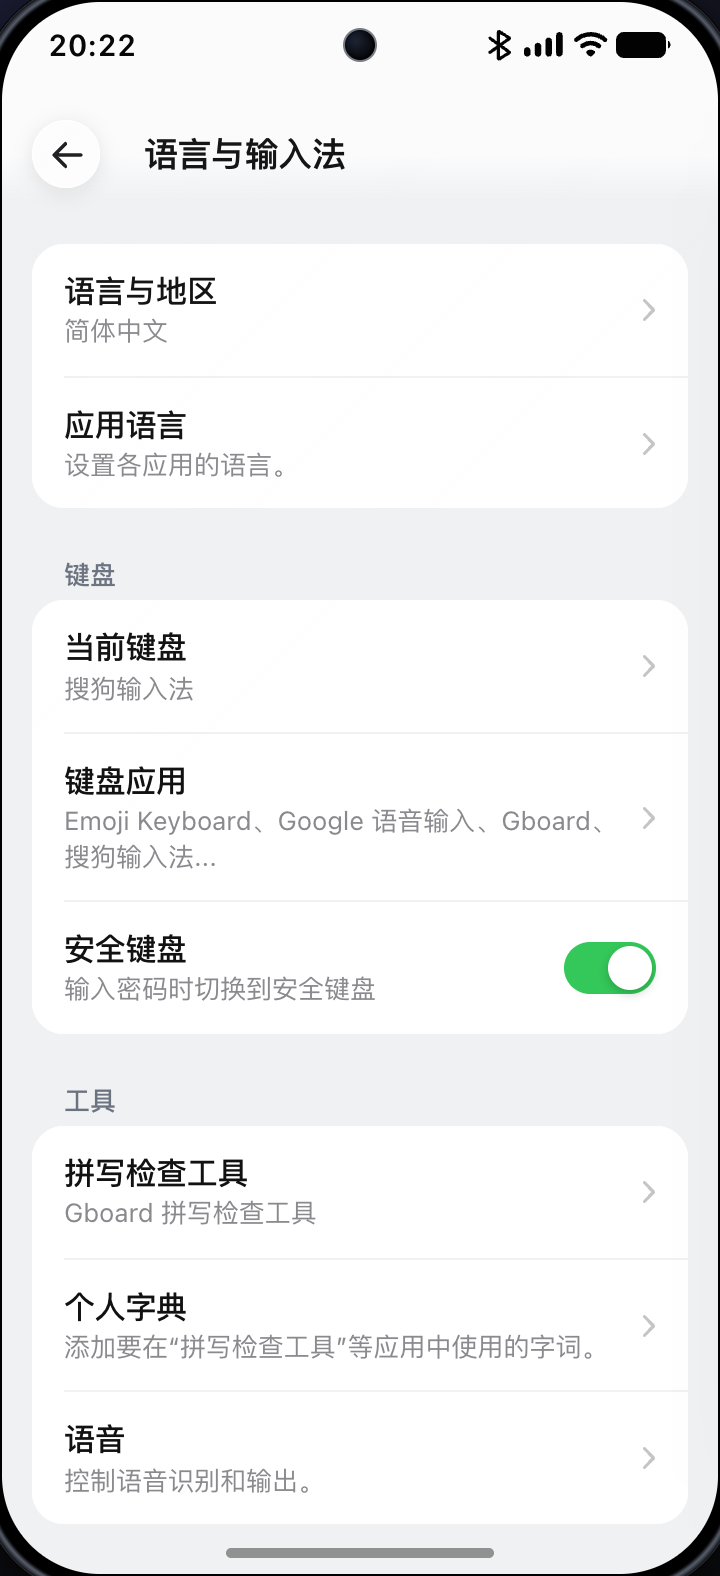 20:22
语言与输入法
语言与地区
简体中文
应用语言
设置各应用的语言。
键盘
当前键盘
搜狗输入法
键盘应用
Emoji Keyboard、Google 语音输入、Gboard、
搜狗输入法...
安全键盘
输入密码时切换到安全键盘
工具
拼写检查工具
Gboard 拼写检查工具
个人字典
添加要在“拼写检查工具”等应用中使用的字词。
语音
控制语音识别和输出。